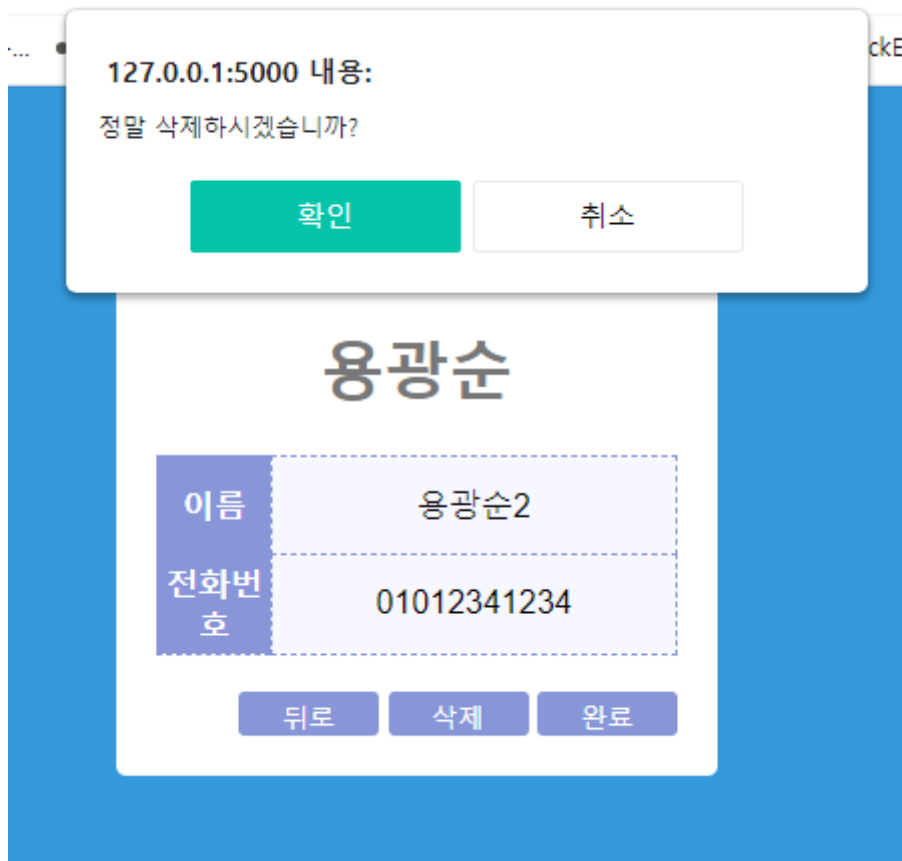 ...
ckE
127.0.0.1:5000 내용:
정말 삭제하시겠습니까?
확인 취소
용광순
이름 용광순2
전화번
호 01012341234
뒤로 삭제 완료